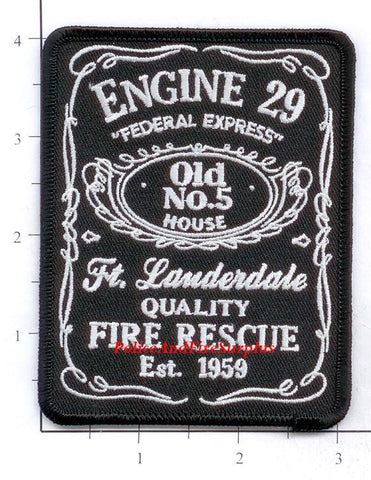 ENGINE 29
"FEDERAL EXPRESS"
Old
No.5
HOUSE
Ft. Lauderdale
QUALITY
FIRE RESCUE
PoliceAndFireSurplus
Est. 1959
4
3
2
1
1 2 3